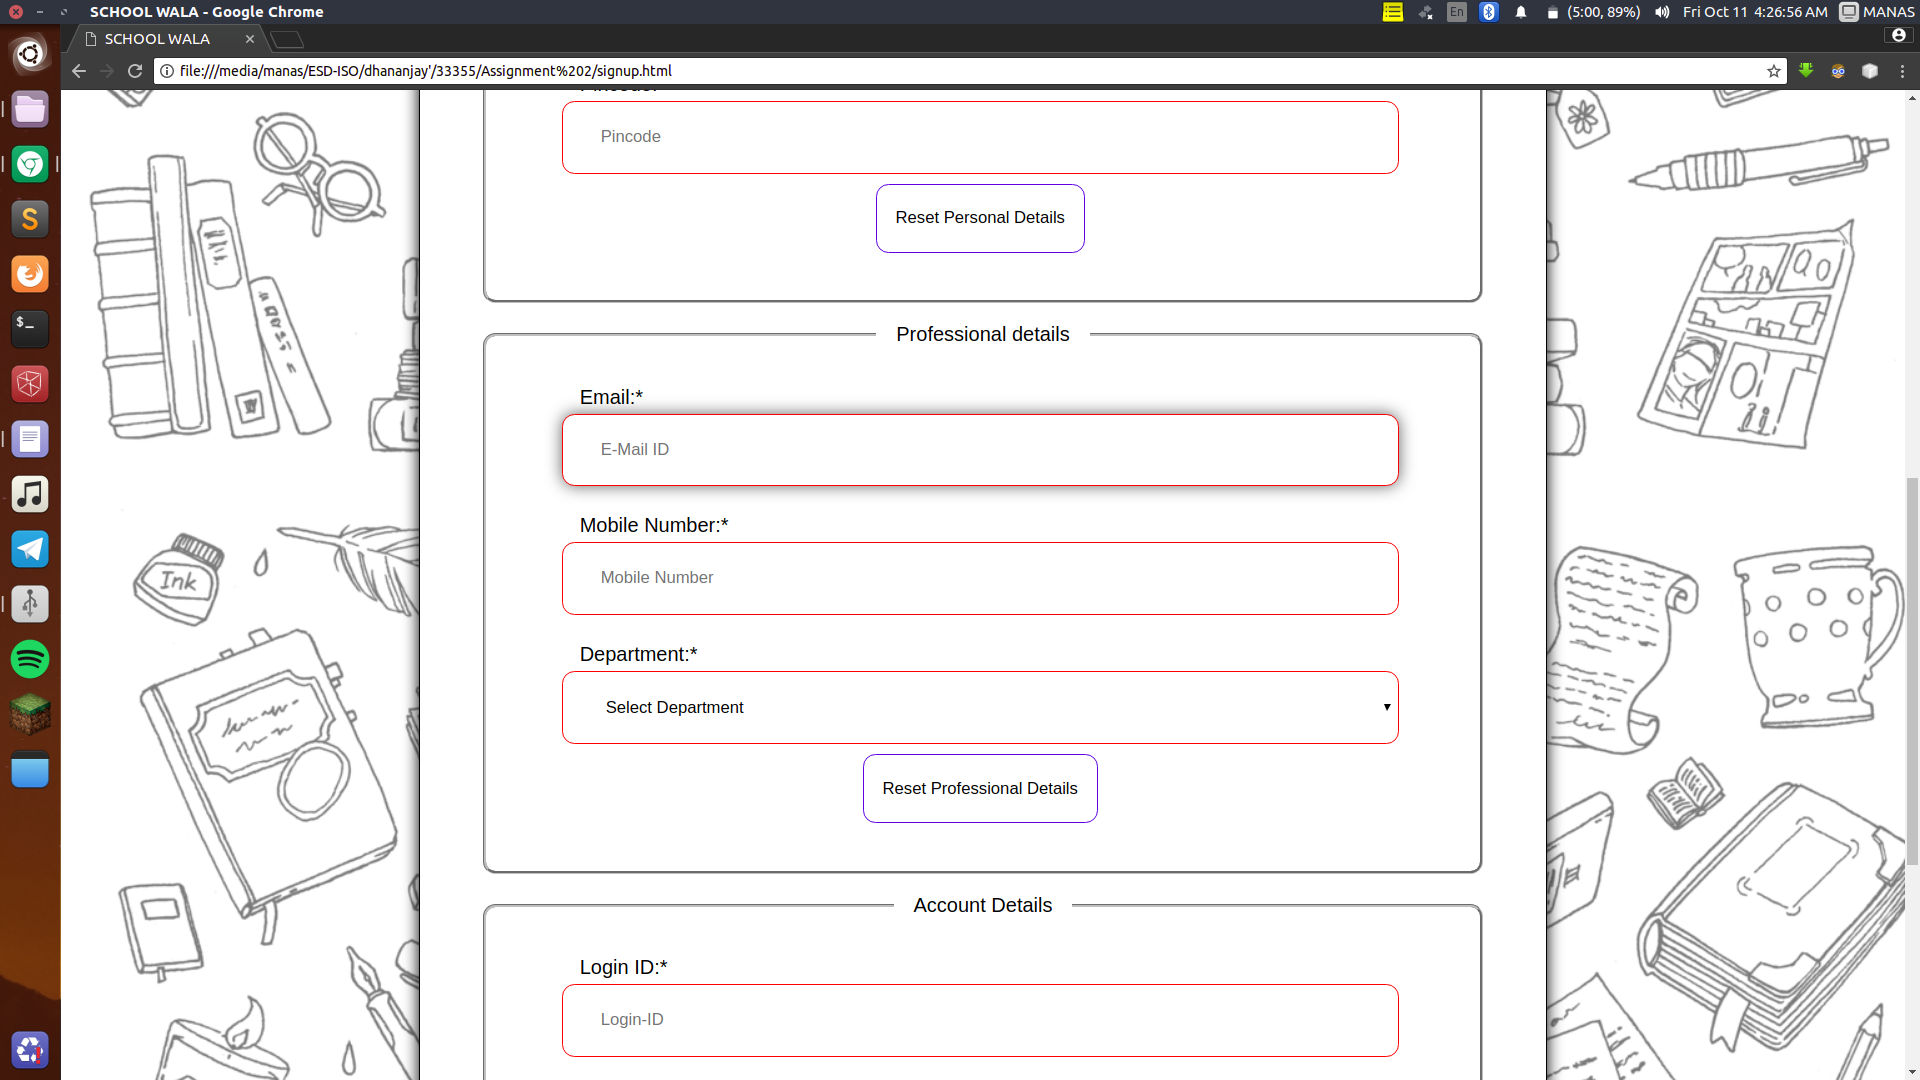 SCHOOL WALA - Google Chrome
En
(5:00, 89%)
Fri Oct 11 4:26:56 AM
MANAS
SCHOOL WALA
file:///media/manas/ESD-ISO/dhananjay'/33355/Assignment%202/signup.html
Pincode
Reset Personal Details
Professional details
Email:*
E-Mail ID
Mobile Number:*
Mobile Number
Department:*
Select Department
Reset Professional Details
Account Details
Login ID:*
Login-ID
Ink